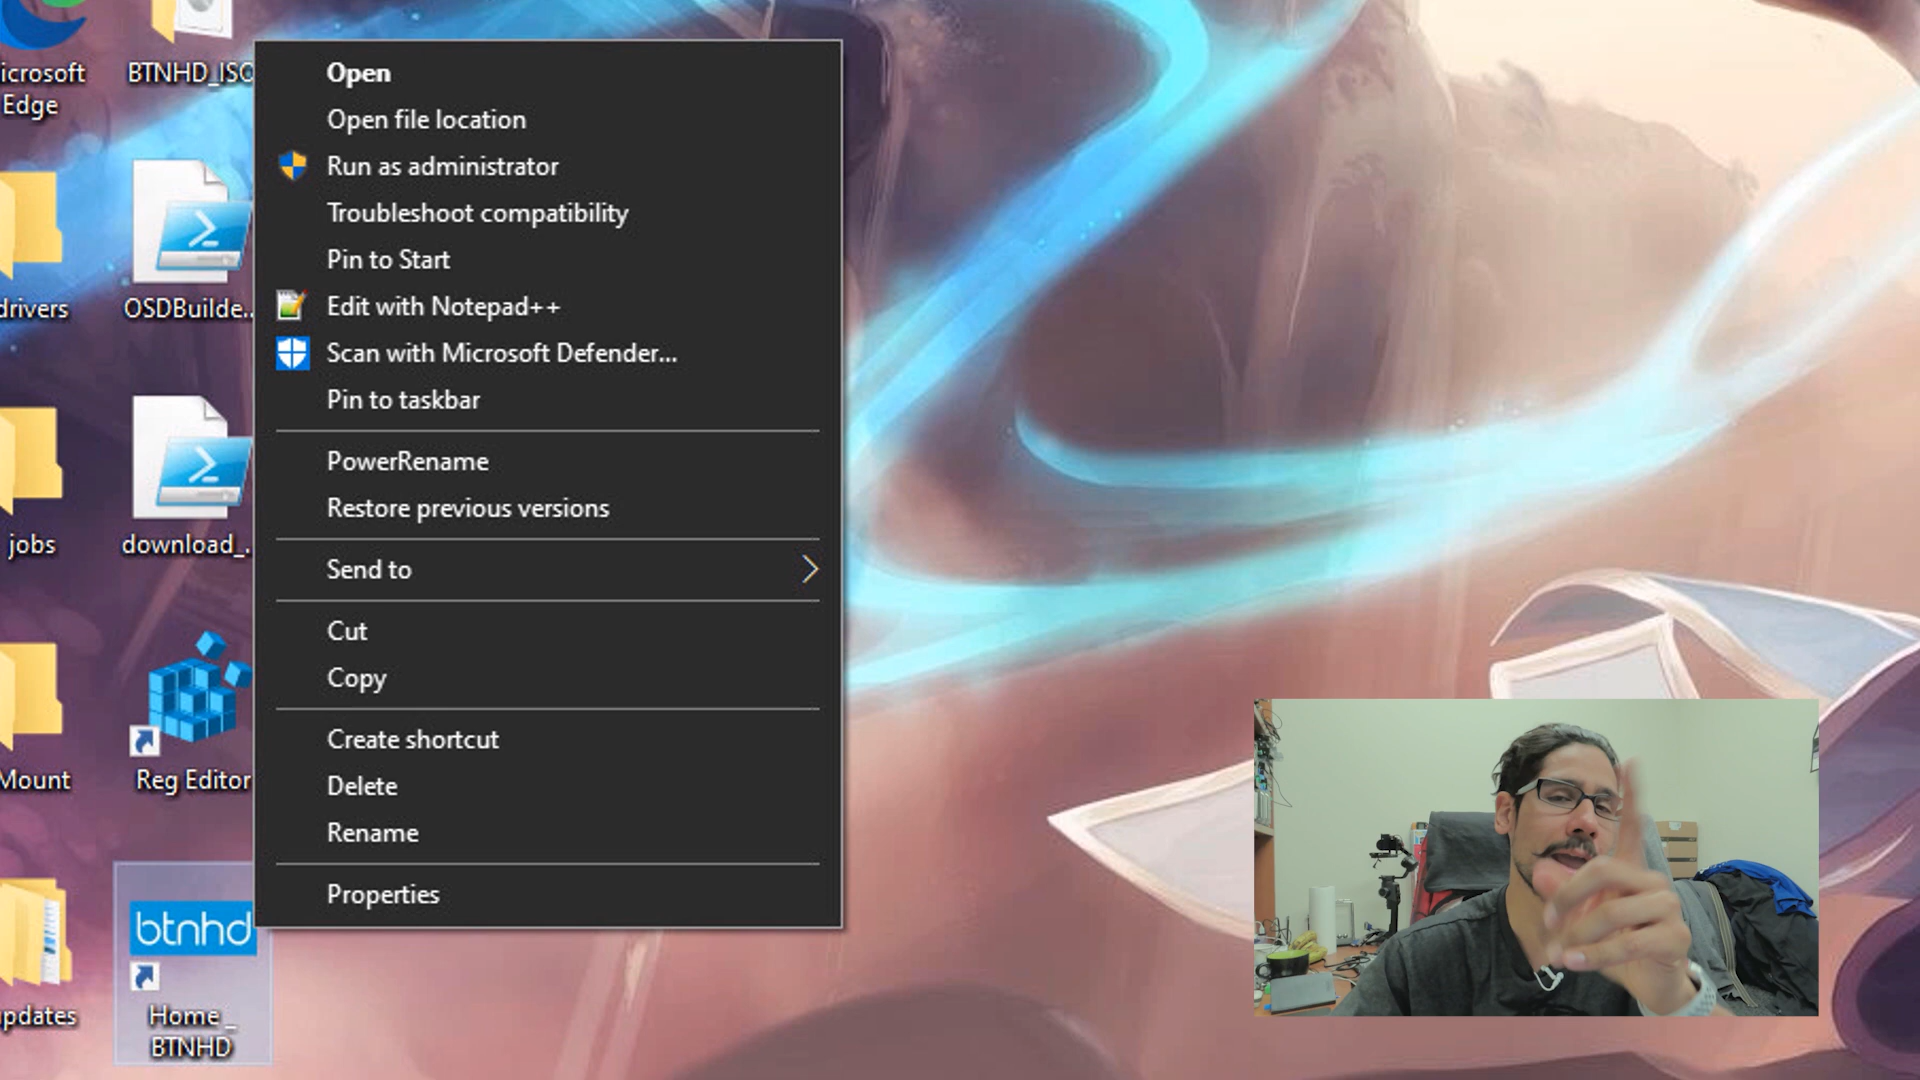 icrosoft
Edge
BTNHD_ISO
drivers
OSDBuilde...
jobs
download_...
Mount
Reg Editor
updates
btnhd
Home _
BTNHD
Open
Open file location
Run as administrator
Troubleshoot compatibility
Pin to Start
Edit with Notepad++
Scan with Microsoft Defender...
Pin to taskbar
PowerRename
Restore previous versions
Send to
Cut
Copy
Create shortcut
Delete
Rename
Properties